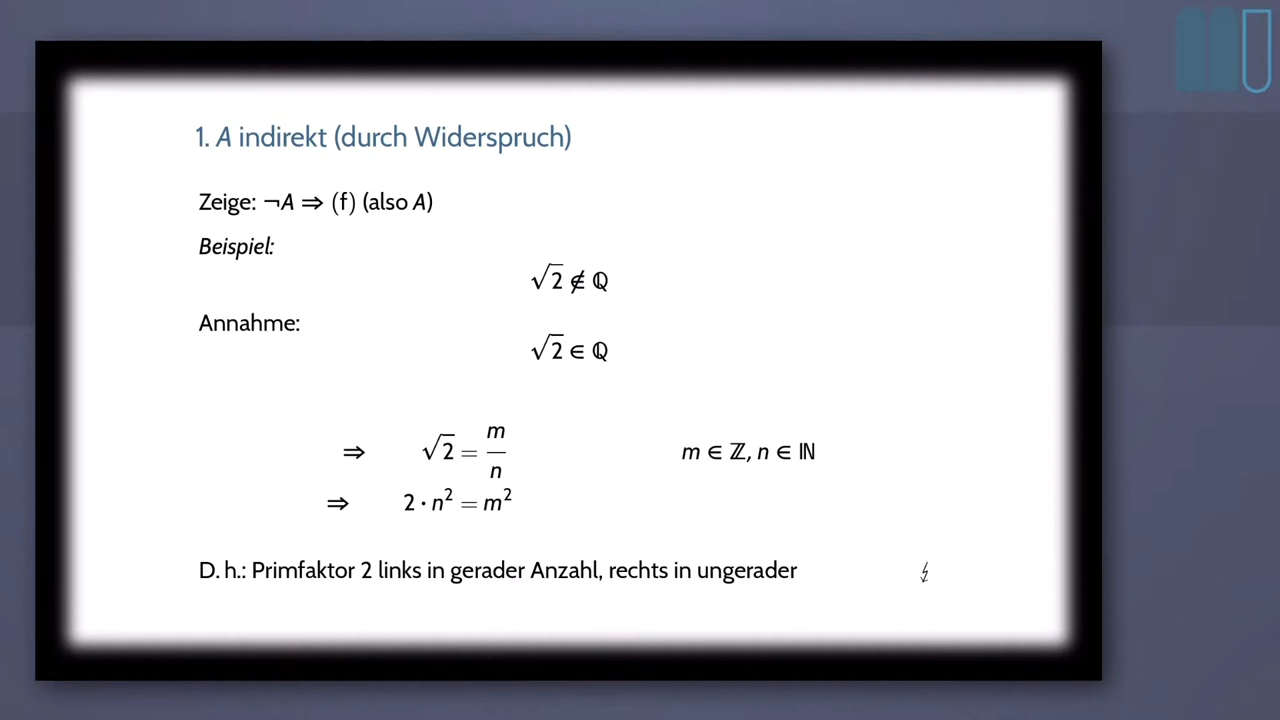 1. A indirekt (durch Widerspruch)
Zeige: ¬A ⇒ (f) (also A)
Beispiel:
√2 ∉ ℚ
Annahme:
√2 ∈ ℚ
⇒ √2 = m/n m ∈ ℤ, n ∈ ℕ
⇒ 2 · n² = m²
D. h.: Primfaktor 2 links in gerader Anzahl, rechts in ungerader ↯